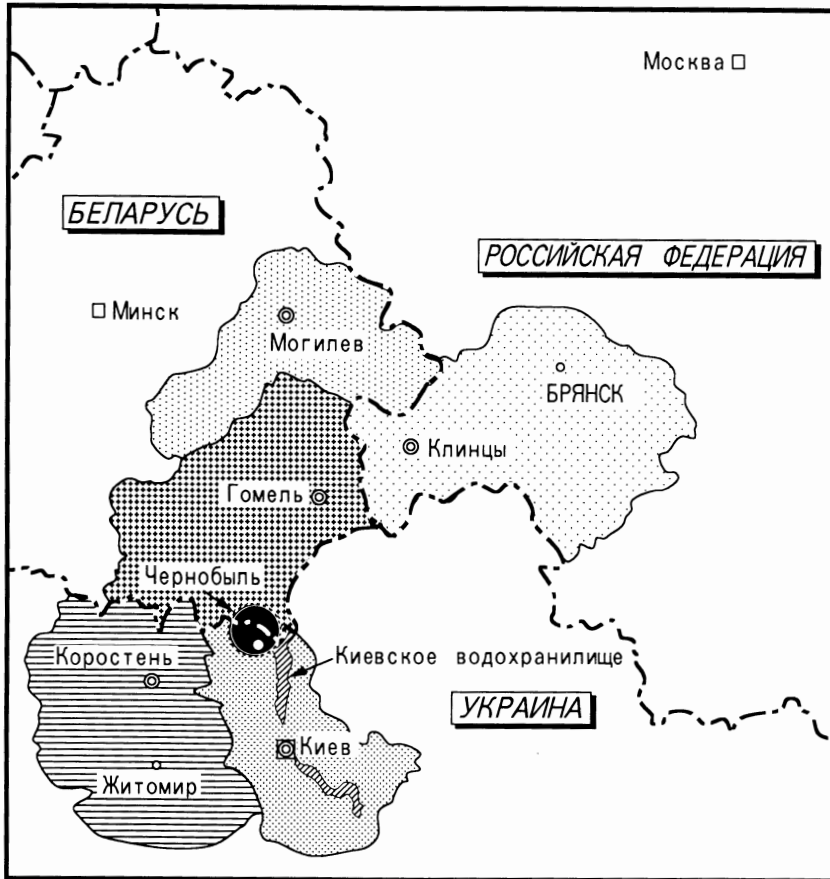 Москва
БЕЛАРУСЬ
РОССИЙСКАЯ ФЕДЕРАЦИЯ
Минск
Могилев
БРЯНСК
Клинцы
Гомель
Чернобыль
Коростень
Киевское водохранилище
УКРАИНА
Киев
Житомир